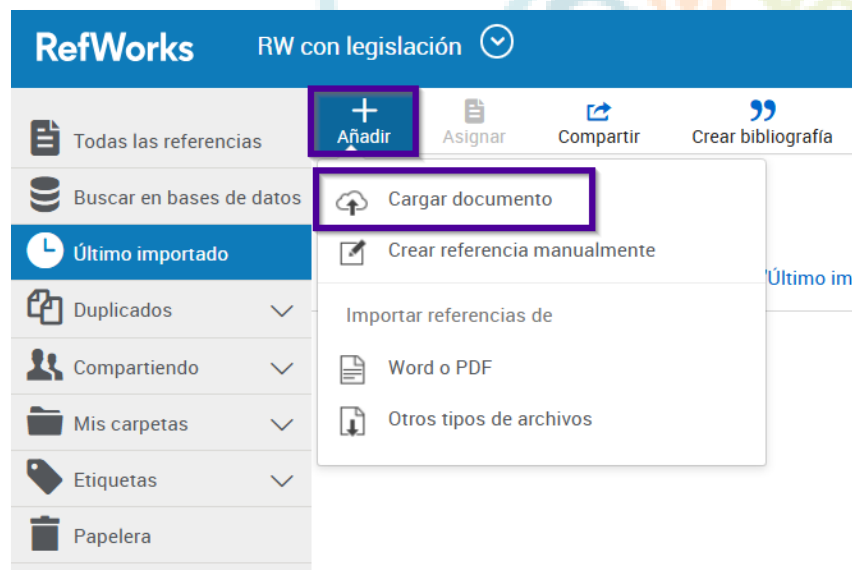 RefWorks RW con legislación
Todas las referencias
Buscar en bases de datos
Último importado
Duplicados
Compartiendo
Mis carpetas
Etiquetas
Papelera
Añadir Asignar Compartir Crear bibliografía
Cargar documento
Crear referencia manualmente
Importar referencias de
Word o PDF
Otros tipos de archivos
Último im